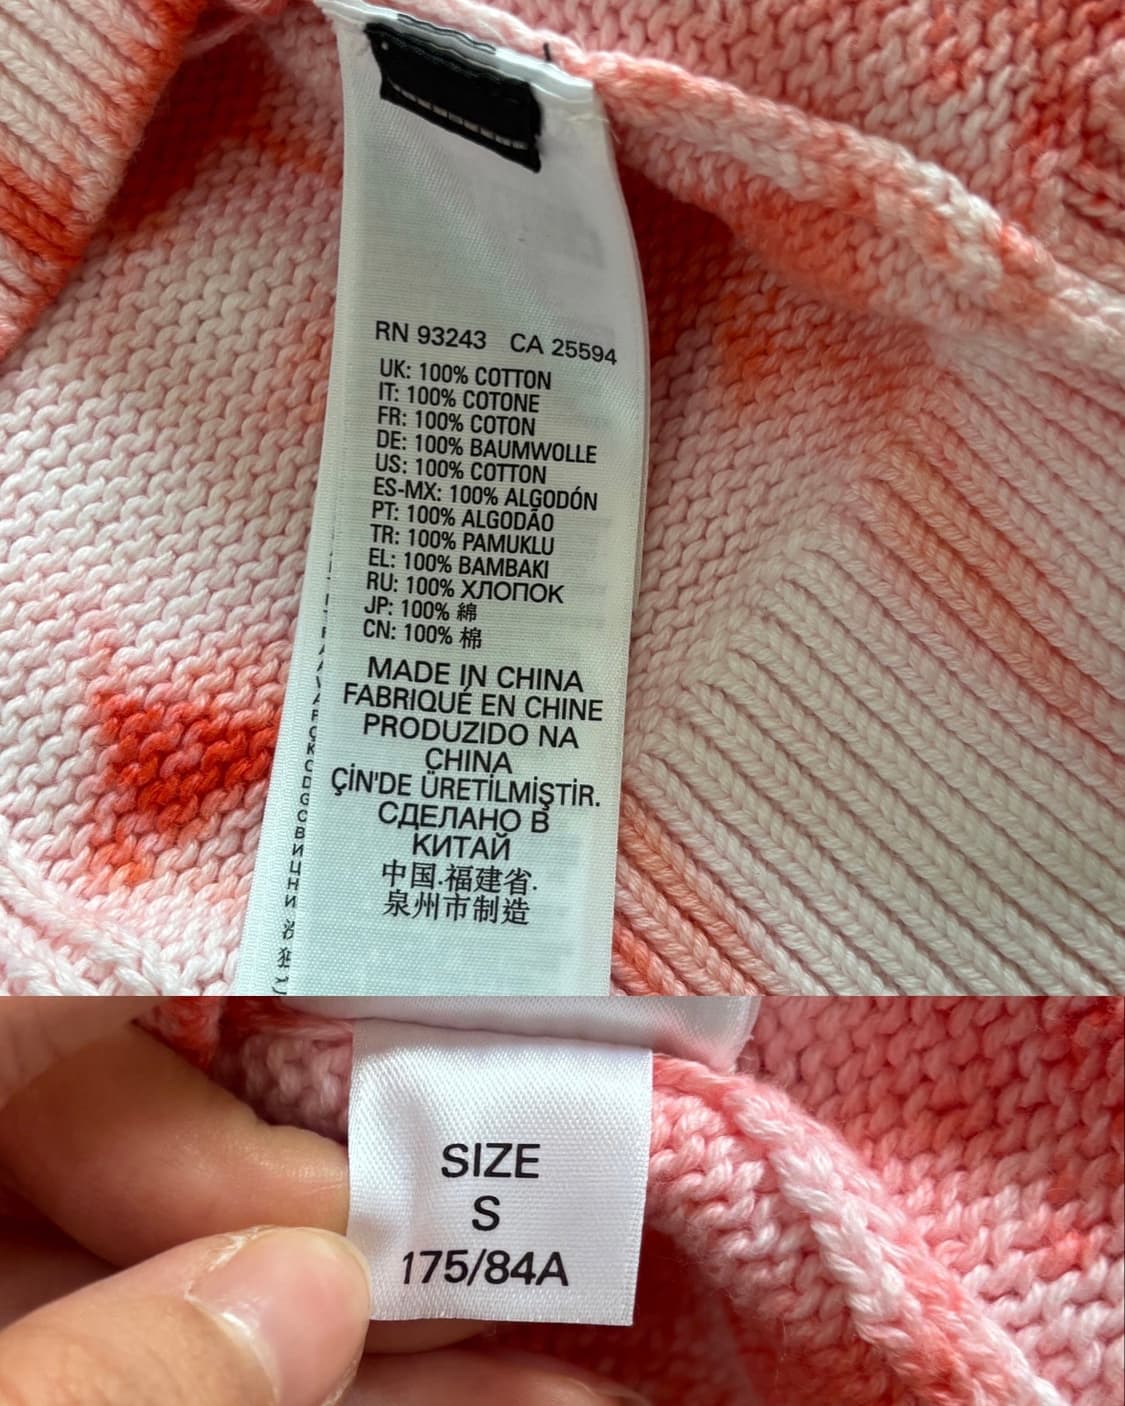 RN 93243 CA 25594
UK: 100% COTTON
IT: 100% COTONE
FR: 100% COTON
DE: 100% BAUMWOLLE
US: 100% COTTON
ES-MX: 100% ALGODÓN
PT: 100% ALGODÃO
TR: 100% PAMUKLU
EL: 100% BAMBAKI
RU: 100% ХЛОПОК
JP: 100% 綿
CN: 100% 棉
MADE IN CHINA
FABRIQUÉ EN CHINE
PRODUZIDO NA
CHINA
ÇİN'DE ÜRETİLMİŞTİR.
СДЕЛАНО В
КИТАЙ
中国.福建省.
泉州市制造
SIZE
S
175/84A